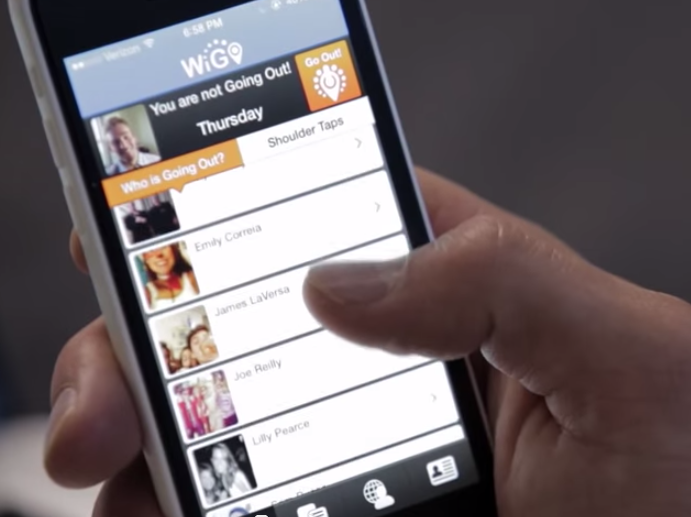 Verizon
6:58 PM
WiGo
You are not Going Out!
Go Out!
Thursday
Who is Going Out?
Shoulder Taps
Emily Correia
James LaVersa
Joe Reilly
Lilly Pearce